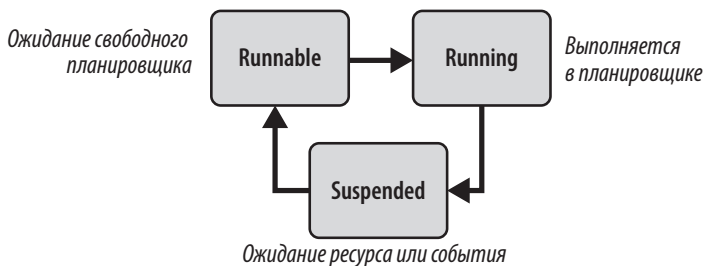 Ожидание свободного
планировщика
Runnable
Running
Выполняется
в планировщике
Suspended
Ожидание ресурса или события